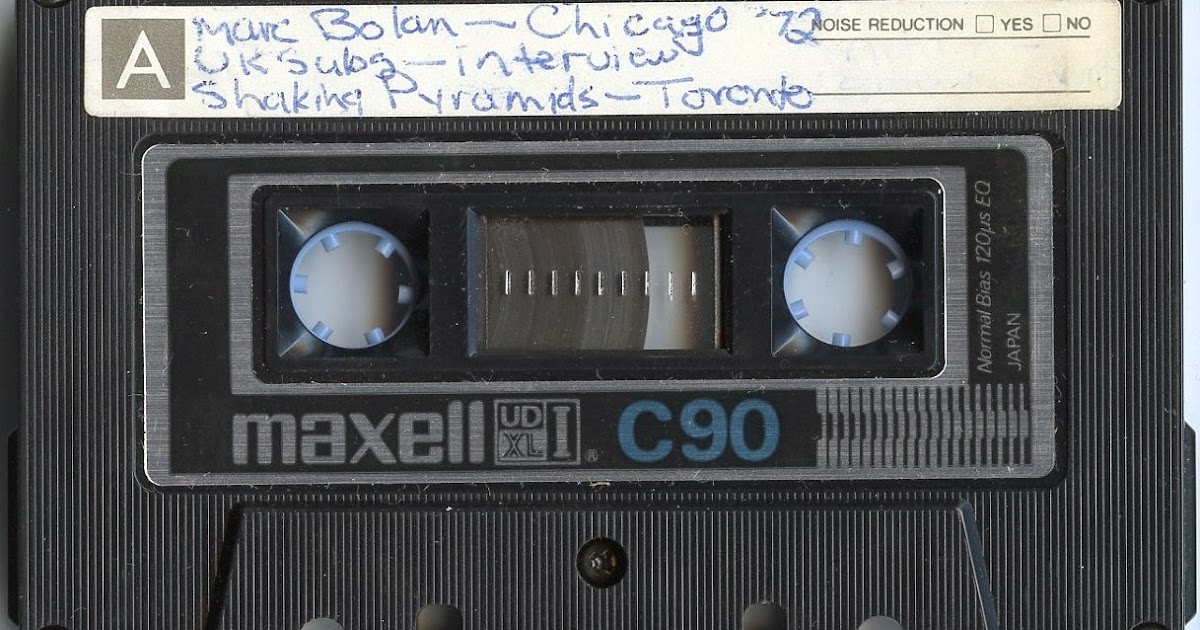 A
Marc Bolan — Chicago '72
UK Subs — interview
Shaking Pyramids — Toronto
NOISE REDUCTION YES NO
Normal Bias 120µs EQ
JAPAN
maxell UD XL I ® C90